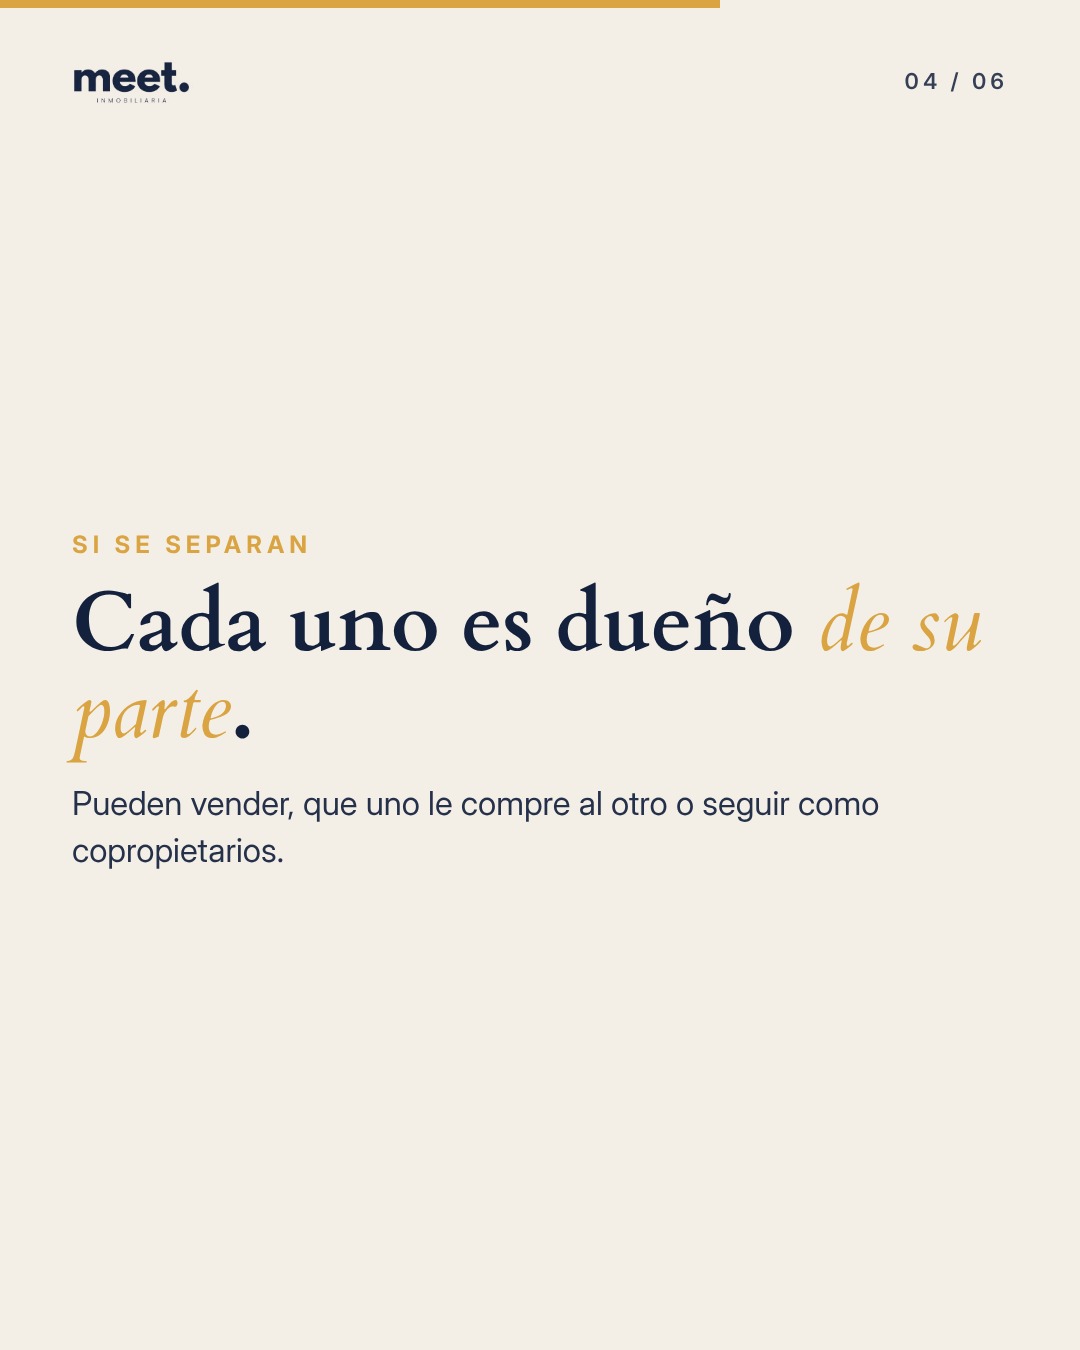 meet.
INMOBILIARIA
04 / 06
SI SE SEPARAN
Cada uno es dueño de su
parte.
Pueden vender, que uno le compre al otro o seguir como
copropietarios.